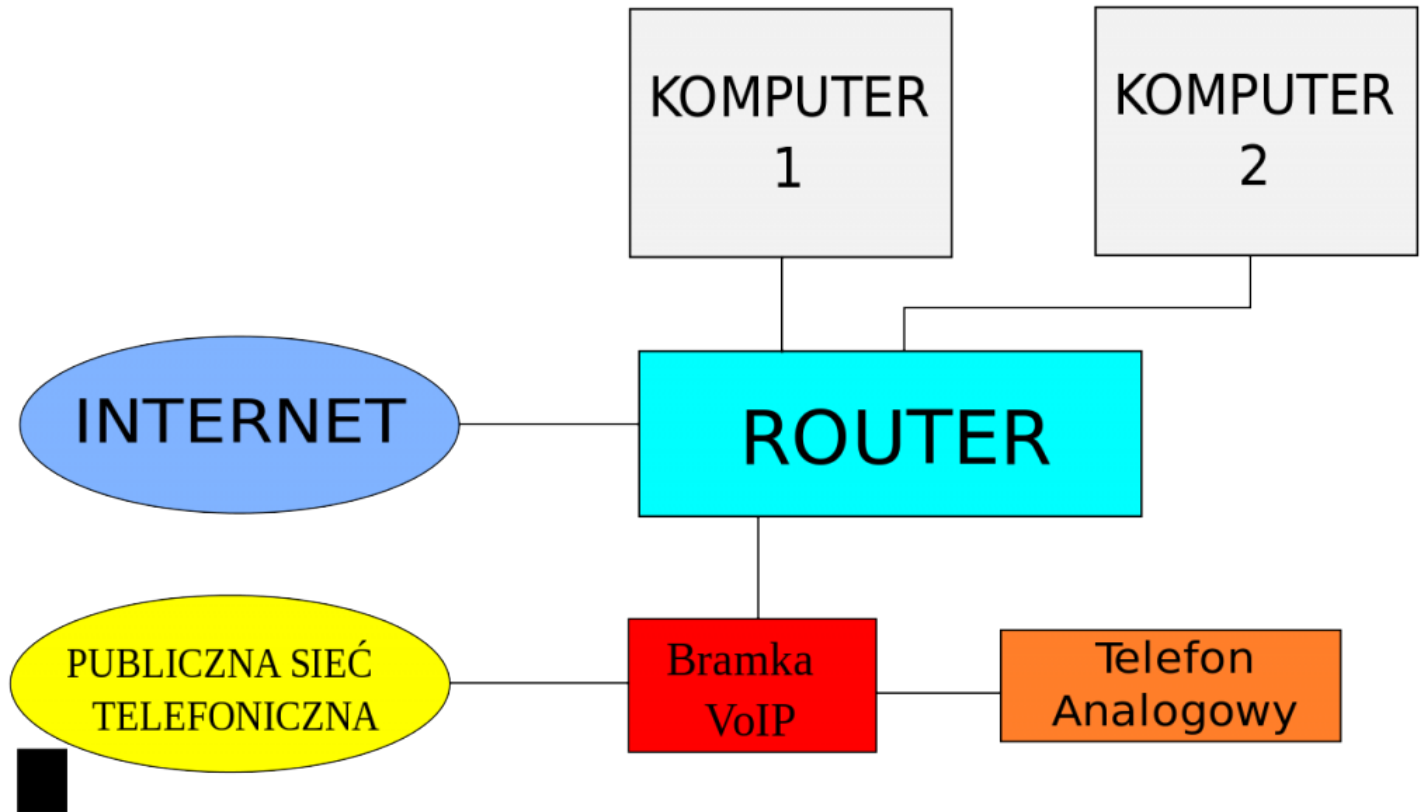 KOMPUTER
1
KOMPUTER
2
INTERNET
ROUTER
PUBLICZNA SIEĆ
TELEFONICZNA
Bramka
VoIP
Telefon
Analogowy